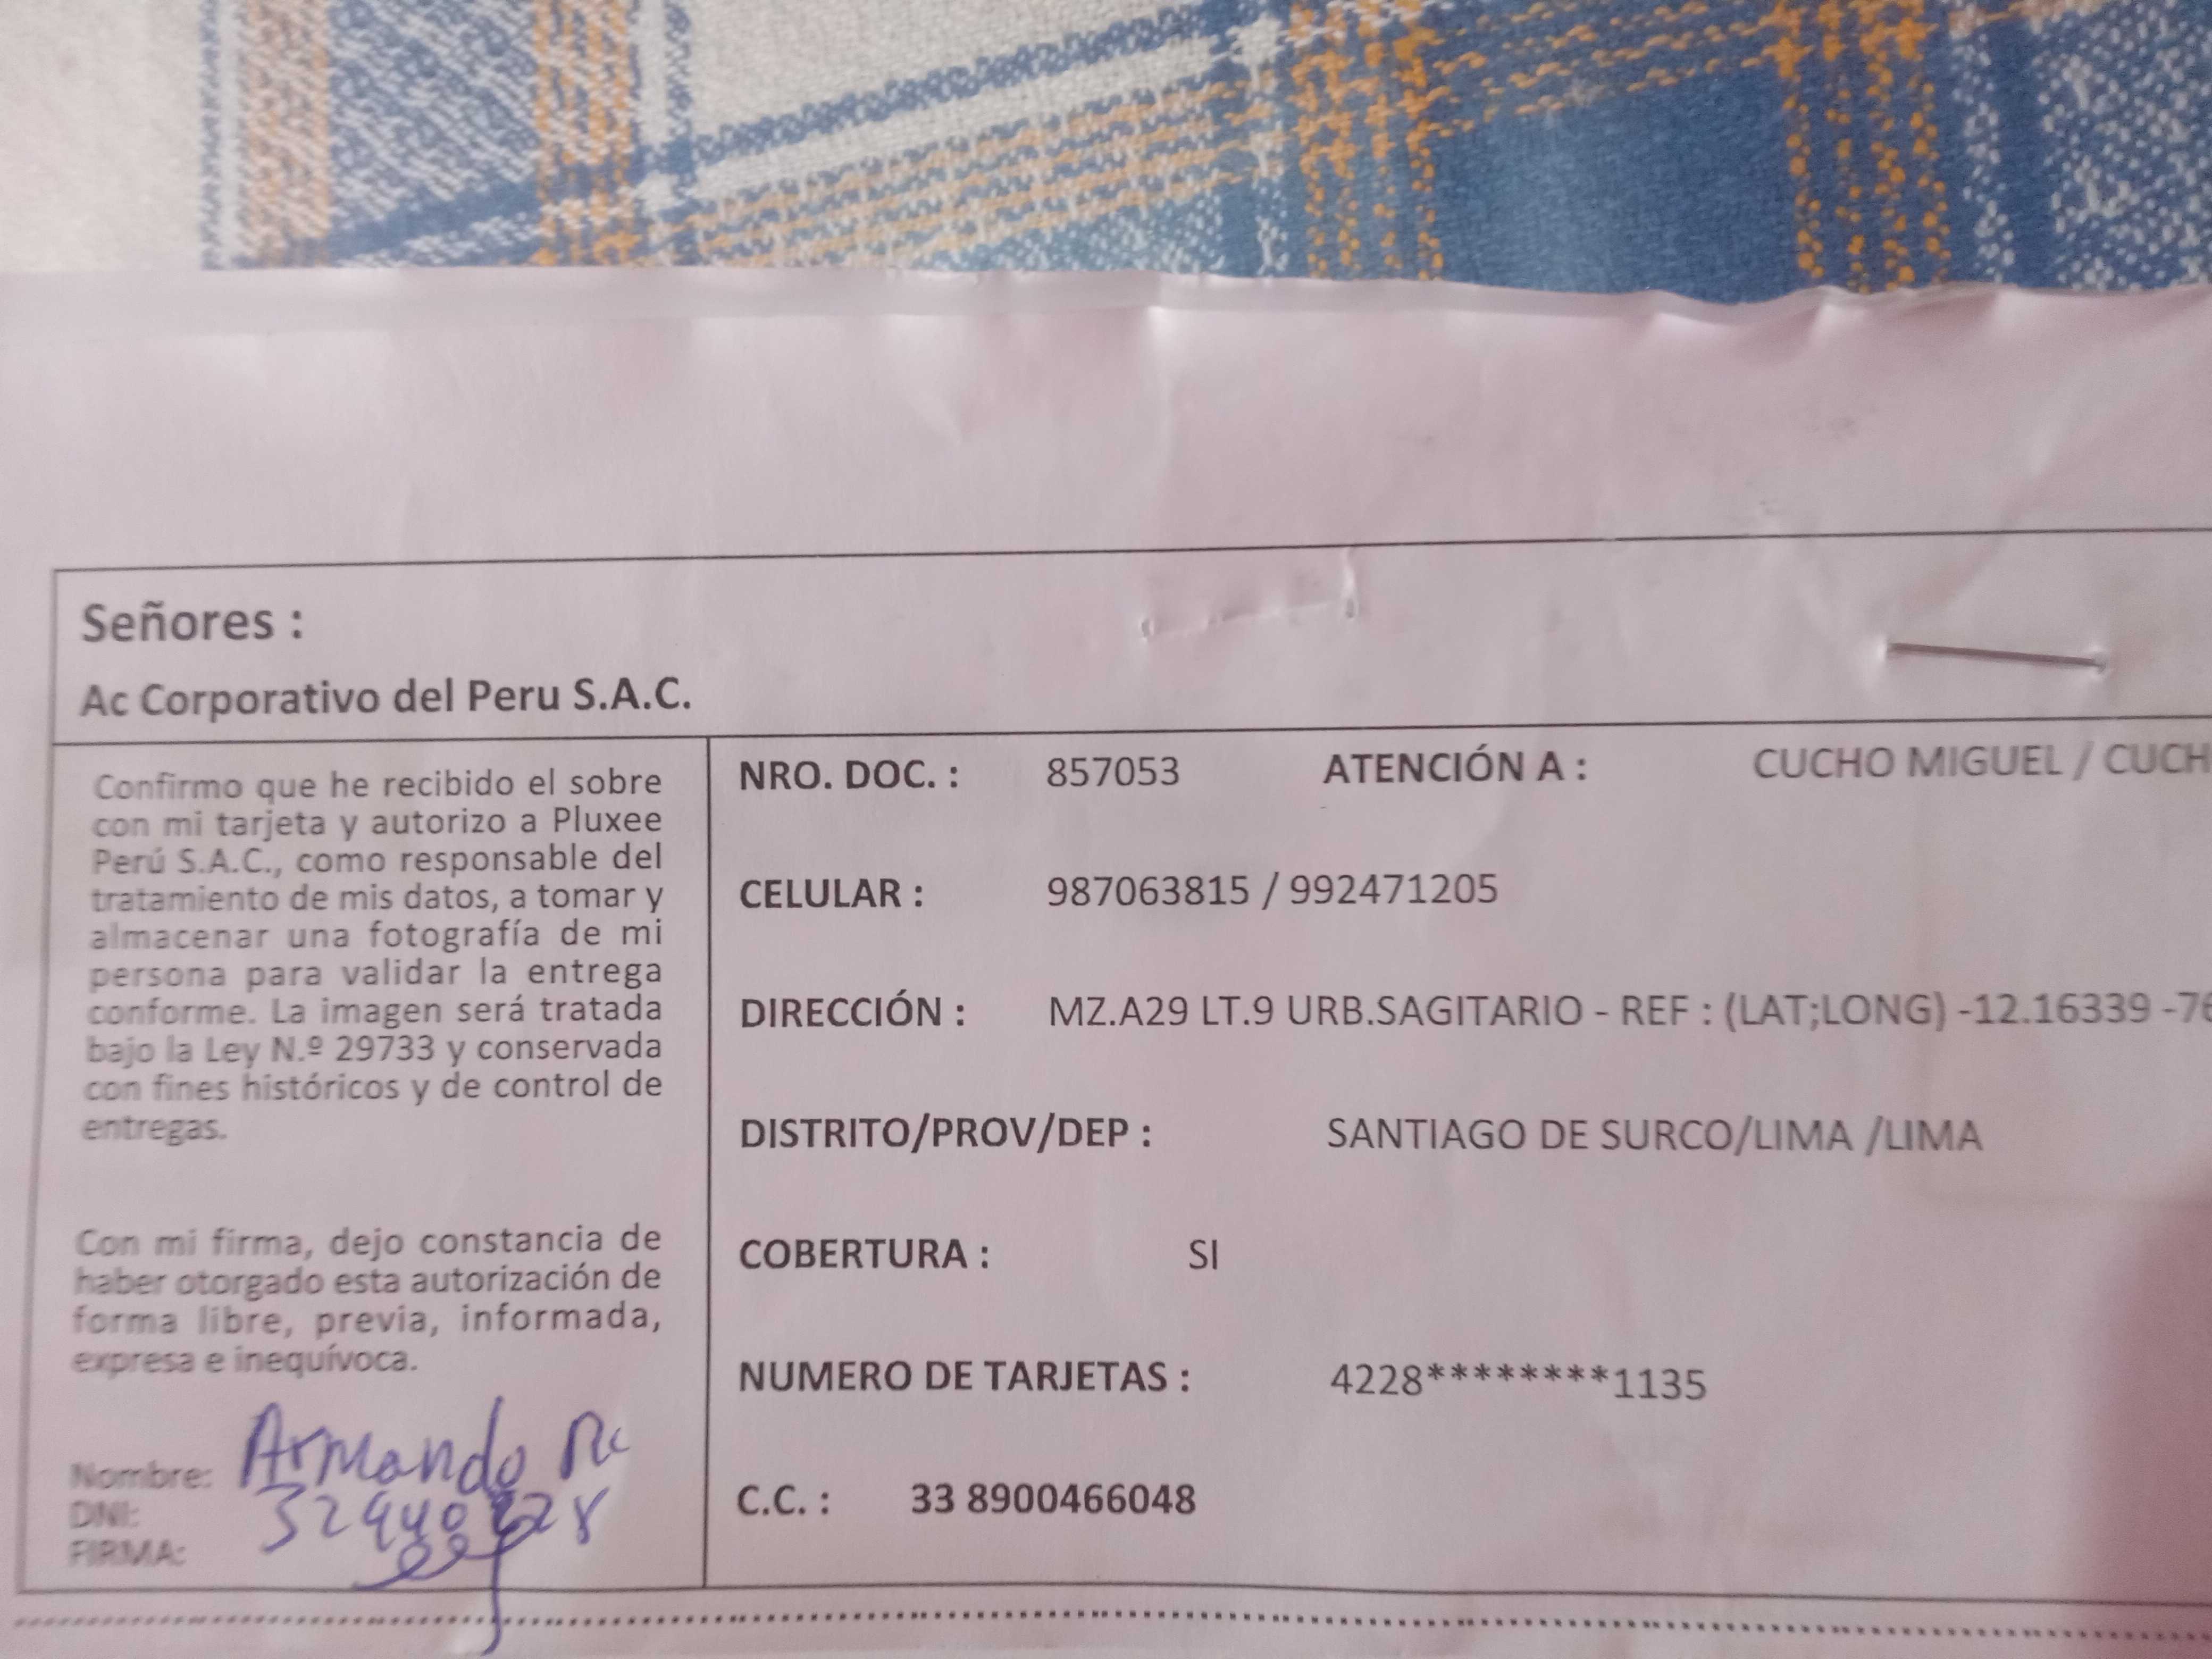 Señores :
Ac Corporativo del Peru S.A.C.
Confirmo que he recibido el sobre
con mi tarjeta y autorizo a Pluxee
Perú S.A.C., como responsable del
tratamiento de mis datos, a tomar y
almacenar una fotografía de mi
persona para validar la entrega
conforme. La imagen será tratada
bajo la Ley N.º 29733 y conservada
con fines históricos y de control de
entregas.
Con mi firma, dejo constancia de
haber otorgado esta autorización de
forma libre, previa, informada,
expresa e inequívoca.
Nombre: Armando
DNI:
FIRMA:
NRO. DOC. : 857053 ATENCIÓN A : CUCHO MIGUEL / CUCH
CELULAR : 987063815 / 992471205
DIRECCIÓN : MZ.A29 LT.9 URB.SAGITARIO - REF : (LAT;LONG) -12.16339 -76
DISTRITO/PROV/DEP : SANTIAGO DE SURCO/LIMA /LIMA
COBERTURA : SI
NUMERO DE TARJETAS : 4228********1135
C.C. : 33 8900466048